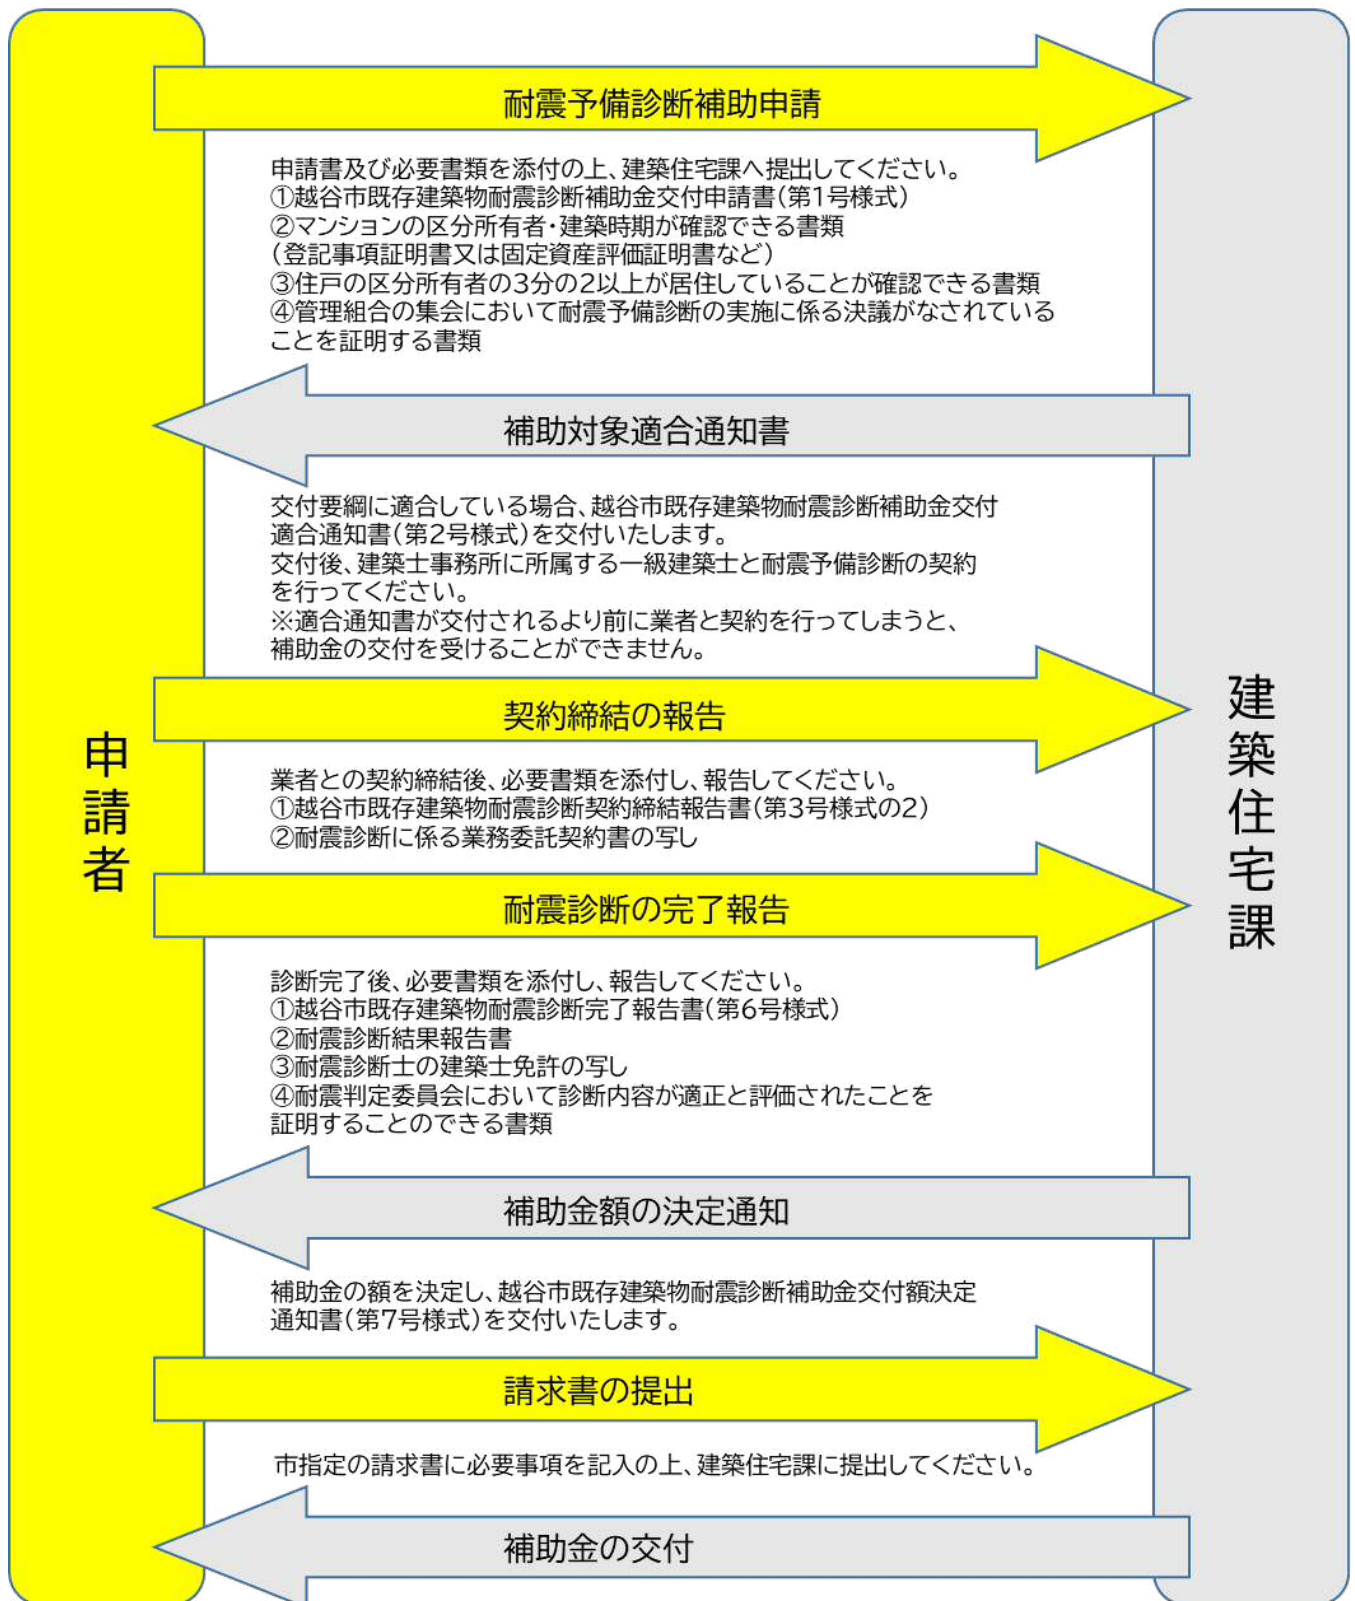 耐震予備診断補助申請
申請書及び必要書類を添付の上、建築住宅課へ提出してください。
①越谷市既存建築物耐震診断補助金交付申請書(第1号様式)
②マンションの区分所有者・建築時期が確認できる書類
(登記事項証明書又は固定資産評価証明書など)
③住戸の区分所有者の3分の2以上が居住していることが確認できる書類
④管理組合の集会において耐震予備診断の実施に係る決議がなされている
ことを証明する書類
補助対象適合通知書
交付要綱に適合している場合、越谷市既存建築物耐震診断補助金交付
適合通知書(第2号様式)を交付いたします。
交付後、建築士事務所に所属する一級建築士と耐震予備診断の契約
を行ってください。
※適合通知書が交付されるより前に業者と契約を行ってしまうと、
補助金の交付を受けることができません。
契約締結の報告
業者との契約締結後、必要書類を添付し、報告してください。
①越谷市既存建築物耐震診断契約締結報告書(第3号様式の2)
②耐震診断に係る業務委託契約書の写し
申請者
建築住宅課
耐震診断の完了報告
診断完了後、必要書類を添付し、報告してください。
①越谷市既存建築物耐震診断完了報告書(第6号様式)
②耐震診断結果報告書
③耐震診断士の建築士免許の写し
④耐震判定委員会において診断内容が適正と評価されたことを
証明することのできる書類
補助金額の決定通知
補助金の額を決定し、越谷市既存建築物耐震診断補助金交付額決定
通知書(第7号様式)を交付いたします。
請求書の提出
市指定の請求書に必要事項を記入の上、建築住宅課に提出してください。
補助金の交付